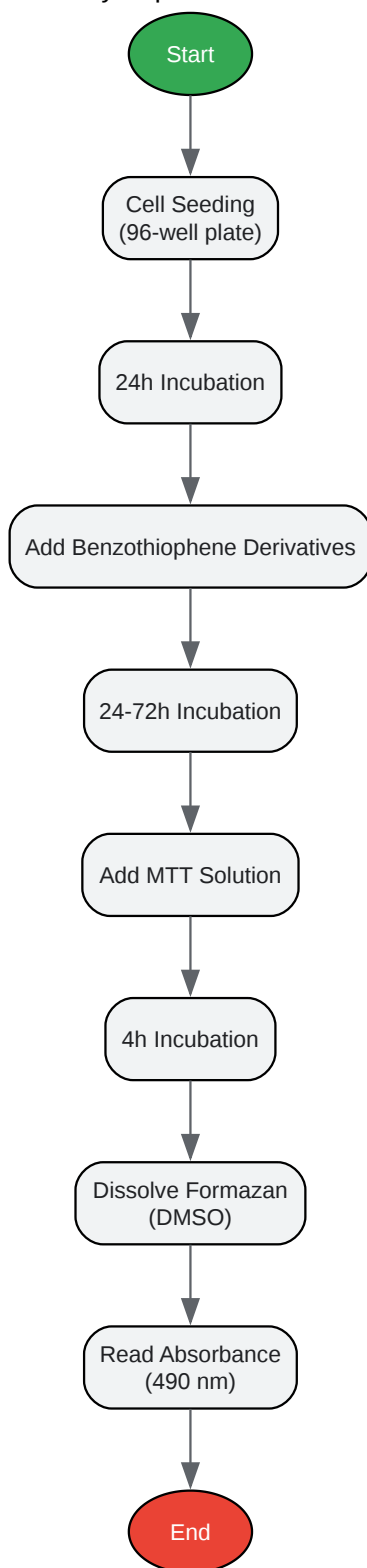 Start
Cell Seeding
(96-well plate)
24h Incubation
Add Benzothiophene Derivatives
24-72h Incubation
Add MTT Solution
4h Incubation
Dissolve Formazan
(DMSO)
Read Absorbance
(490 nm)
End